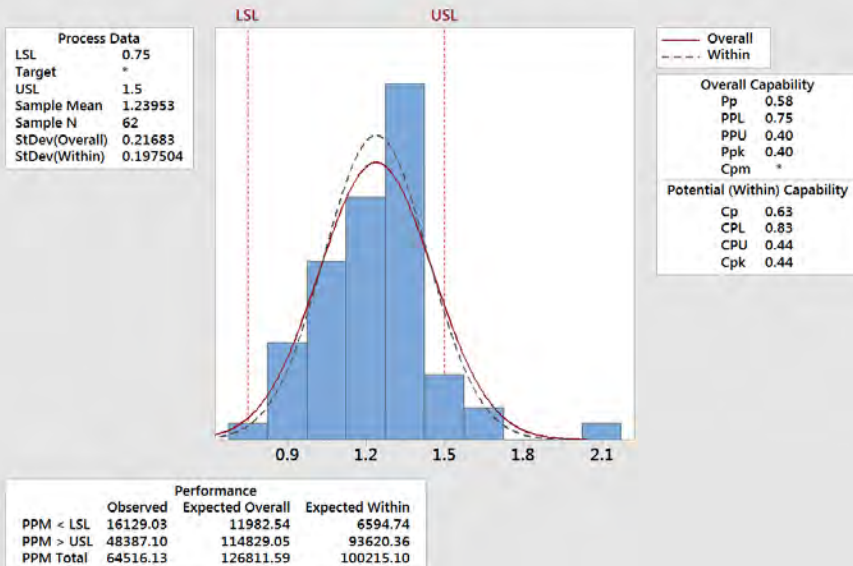 LSL USL
Process Data
LSL 0.75
Target *
USL 1.5
Sample Mean 1.23953
Sample N 62
StDev(Overall) 0.21683
StDev(Within) 0.197504
Overall
Within
Overall Capability
Pp 0.58
PPL 0.75
PPU 0.40
Ppk 0.40
Cpm *
Potential (Within) Capability
Cp 0.63
CPL 0.83
CPU 0.44
Cpk 0.44
0.9 1.2 1.5 1.8 2.1
Performance
Observed Expected Overall Expected Within
PPM < LSL 16129.03 11982.54 6594.74
PPM > USL 48387.10 114829.05 93620.36
PPM Total 64516.13 126811.59 100215.10